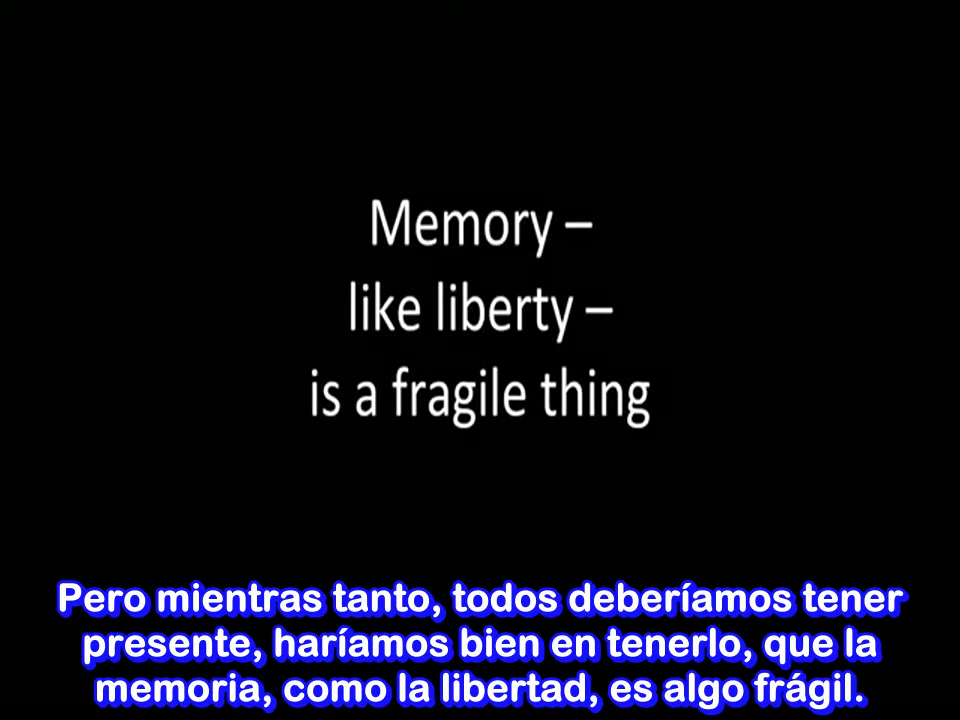 Memory –
like liberty –
is a fragile thing
Pero mientras tanto, todos deberíamos tener
presente, haríamos bien en tenerlo, que la
memoria, como la libertad, es algo frágil.